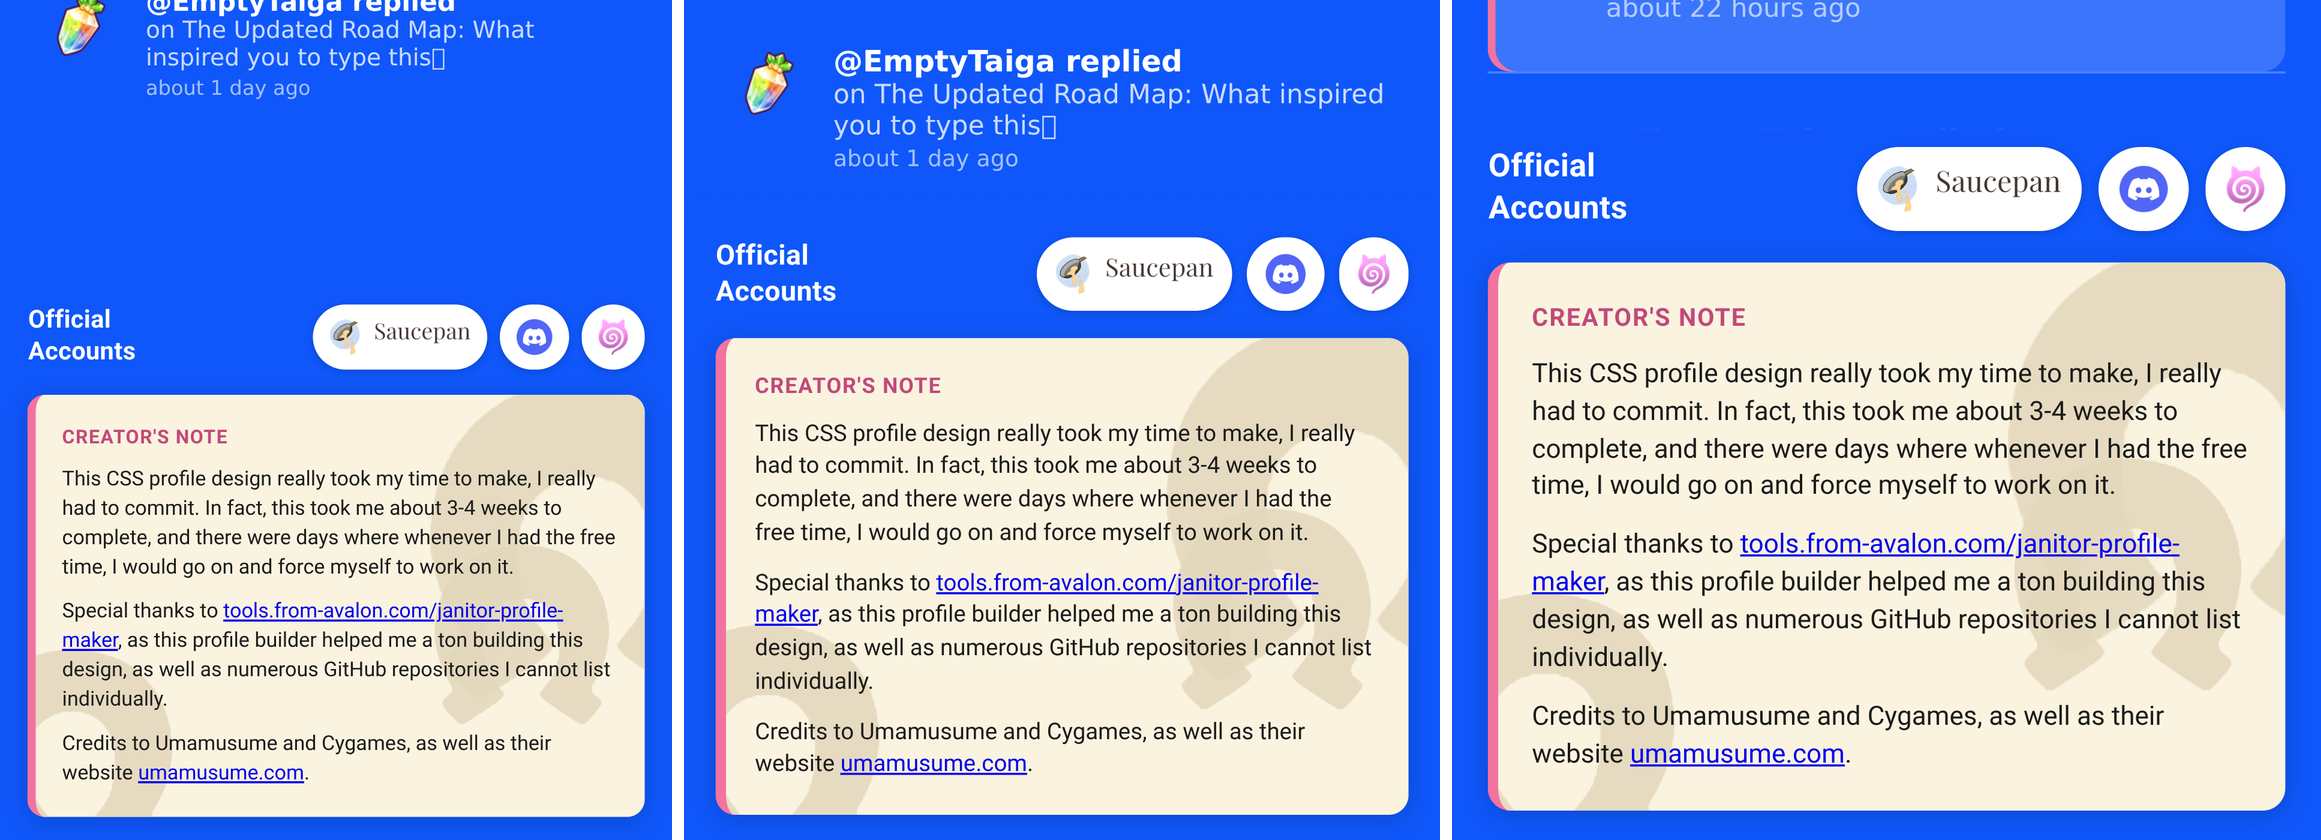 @EmptyTaiga replied
on The Updated Road Map: What
inspired you to type this
about 1 day ago
Official
Accounts
Saucepan
CREATOR'S NOTE
This CSS profile design really took my time to make, I really
had to commit. In fact, this took me about 3-4 weeks to
complete, and there were days where whenever I had the free
time, I would go on and force myself to work on it.
Special thanks to tools.from-avalon.com/janitor-profile-
maker, as this profile builder helped me a ton building this
design, as well as numerous GitHub repositories I cannot list
individually.
Credits to Umamusume and Cygames, as well as their
website umamusume.com.
@EmptyTaiga replied
on The Updated Road Map: What inspired
you to type this
about 1 day ago
Official
Accounts
Saucepan
CREATOR'S NOTE
This CSS profile design really took my time to make, I really
had to commit. In fact, this took me about 3-4 weeks to
complete, and there were days where whenever I had the
free time, I would go on and force myself to work on it.
Special thanks to tools.from-avalon.com/janitor-profile-
maker, as this profile builder helped me a ton building this
design, as well as numerous GitHub repositories I cannot list
individually.
Credits to Umamusume and Cygames, as well as their
website umamusume.com.
about 22 hours ago
Official
Accounts
Saucepan
CREATOR'S NOTE
This CSS profile design really took my time to make, I really
had to commit. In fact, this took me about 3-4 weeks to
complete, and there were days where whenever I had the free
time, I would go on and force myself to work on it.
Special thanks to tools.from-avalon.com/janitor-profile-
maker, as this profile builder helped me a ton building this
design, as well as numerous GitHub repositories I cannot list
individually.
Credits to Umamusume and Cygames, as well as their
website umamusume.com.